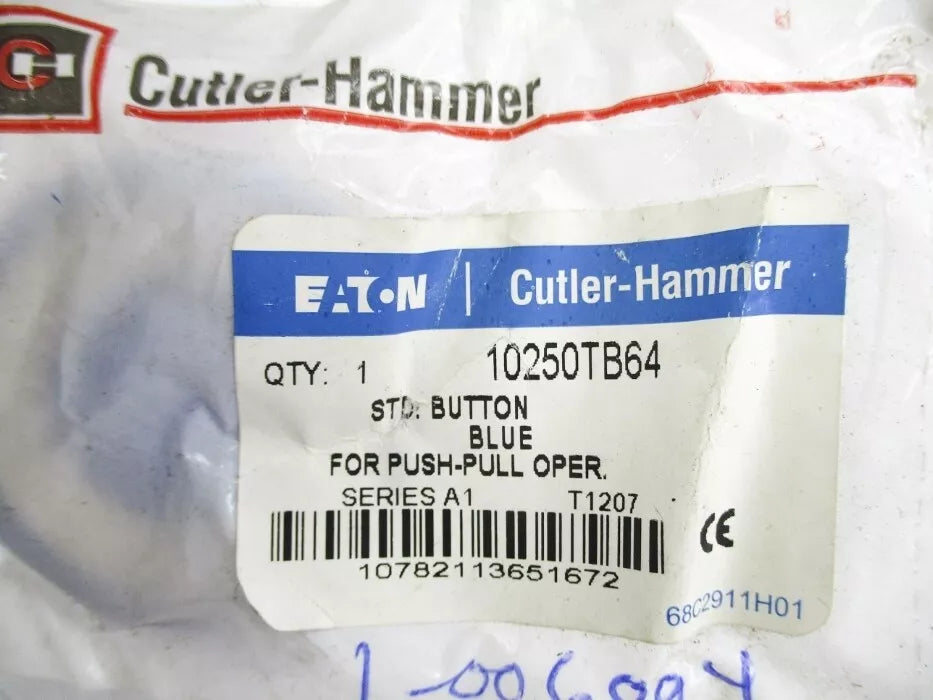 CH Cutler-Hammer
EATON | Cutler-Hammer
QTY: 1 10250TB64
STD. BUTTON
BLUE
FOR PUSH-PULL OPER.
SERIES A1 T1207
CE
10782113651672
68C2911H01